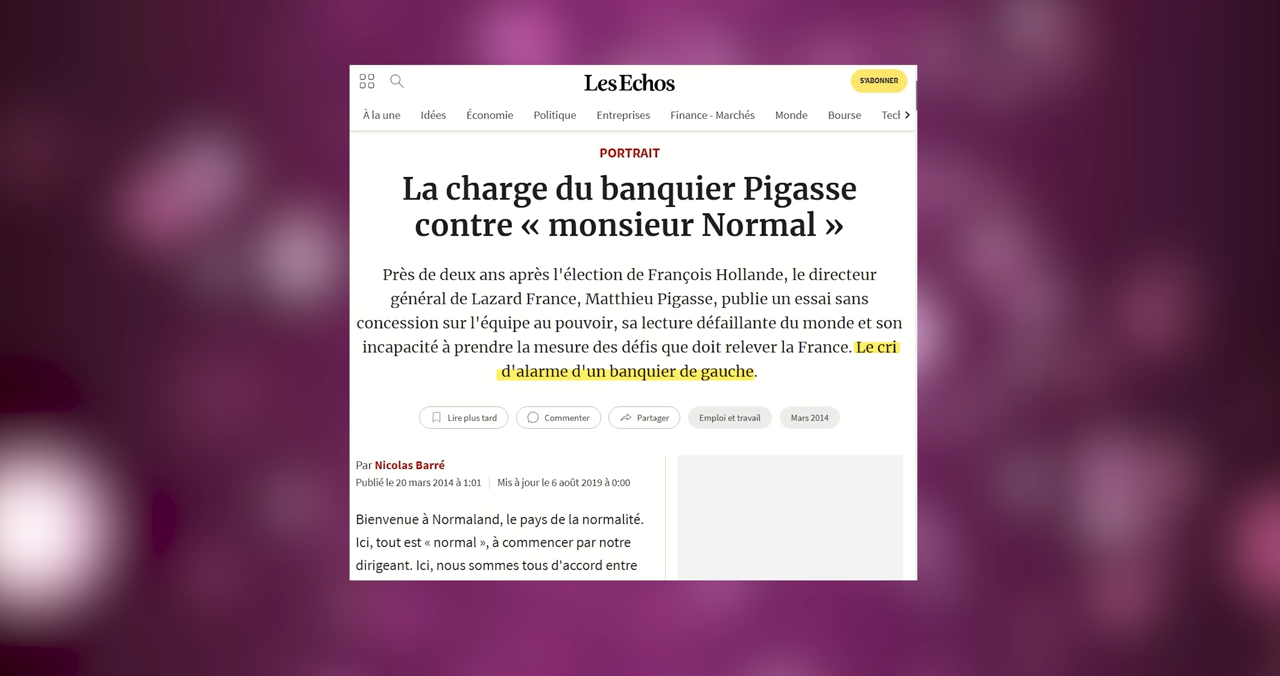 Les Echos
S'ABONNER
À la une Idées Économie Politique Entreprises Finance - Marchés Monde Bourse Tecl
PORTRAIT
La charge du banquier Pigasse
contre « monsieur Normal »
Près de deux ans après l'élection de François Hollande, le directeur
général de Lazard France, Matthieu Pigasse, publie un essai sans
concession sur l'équipe au pouvoir, sa lecture défaillante du monde et son
incapacité à prendre la mesure des défis que doit relever la France. Le cri
d'alarme d'un banquier de gauche.
Lire plus tard Commenter Partager Emploi et travail Mars 2014
Par Nicolas Barré
Publié le 20 mars 2014 à 1:01 Mis à jour le 6 août 2019 à 0:00
Bienvenue à Normaland, le pays de la normalité.
Ici, tout est « normal », à commencer par notre
dirigeant. Ici, nous sommes tous d'accord entre